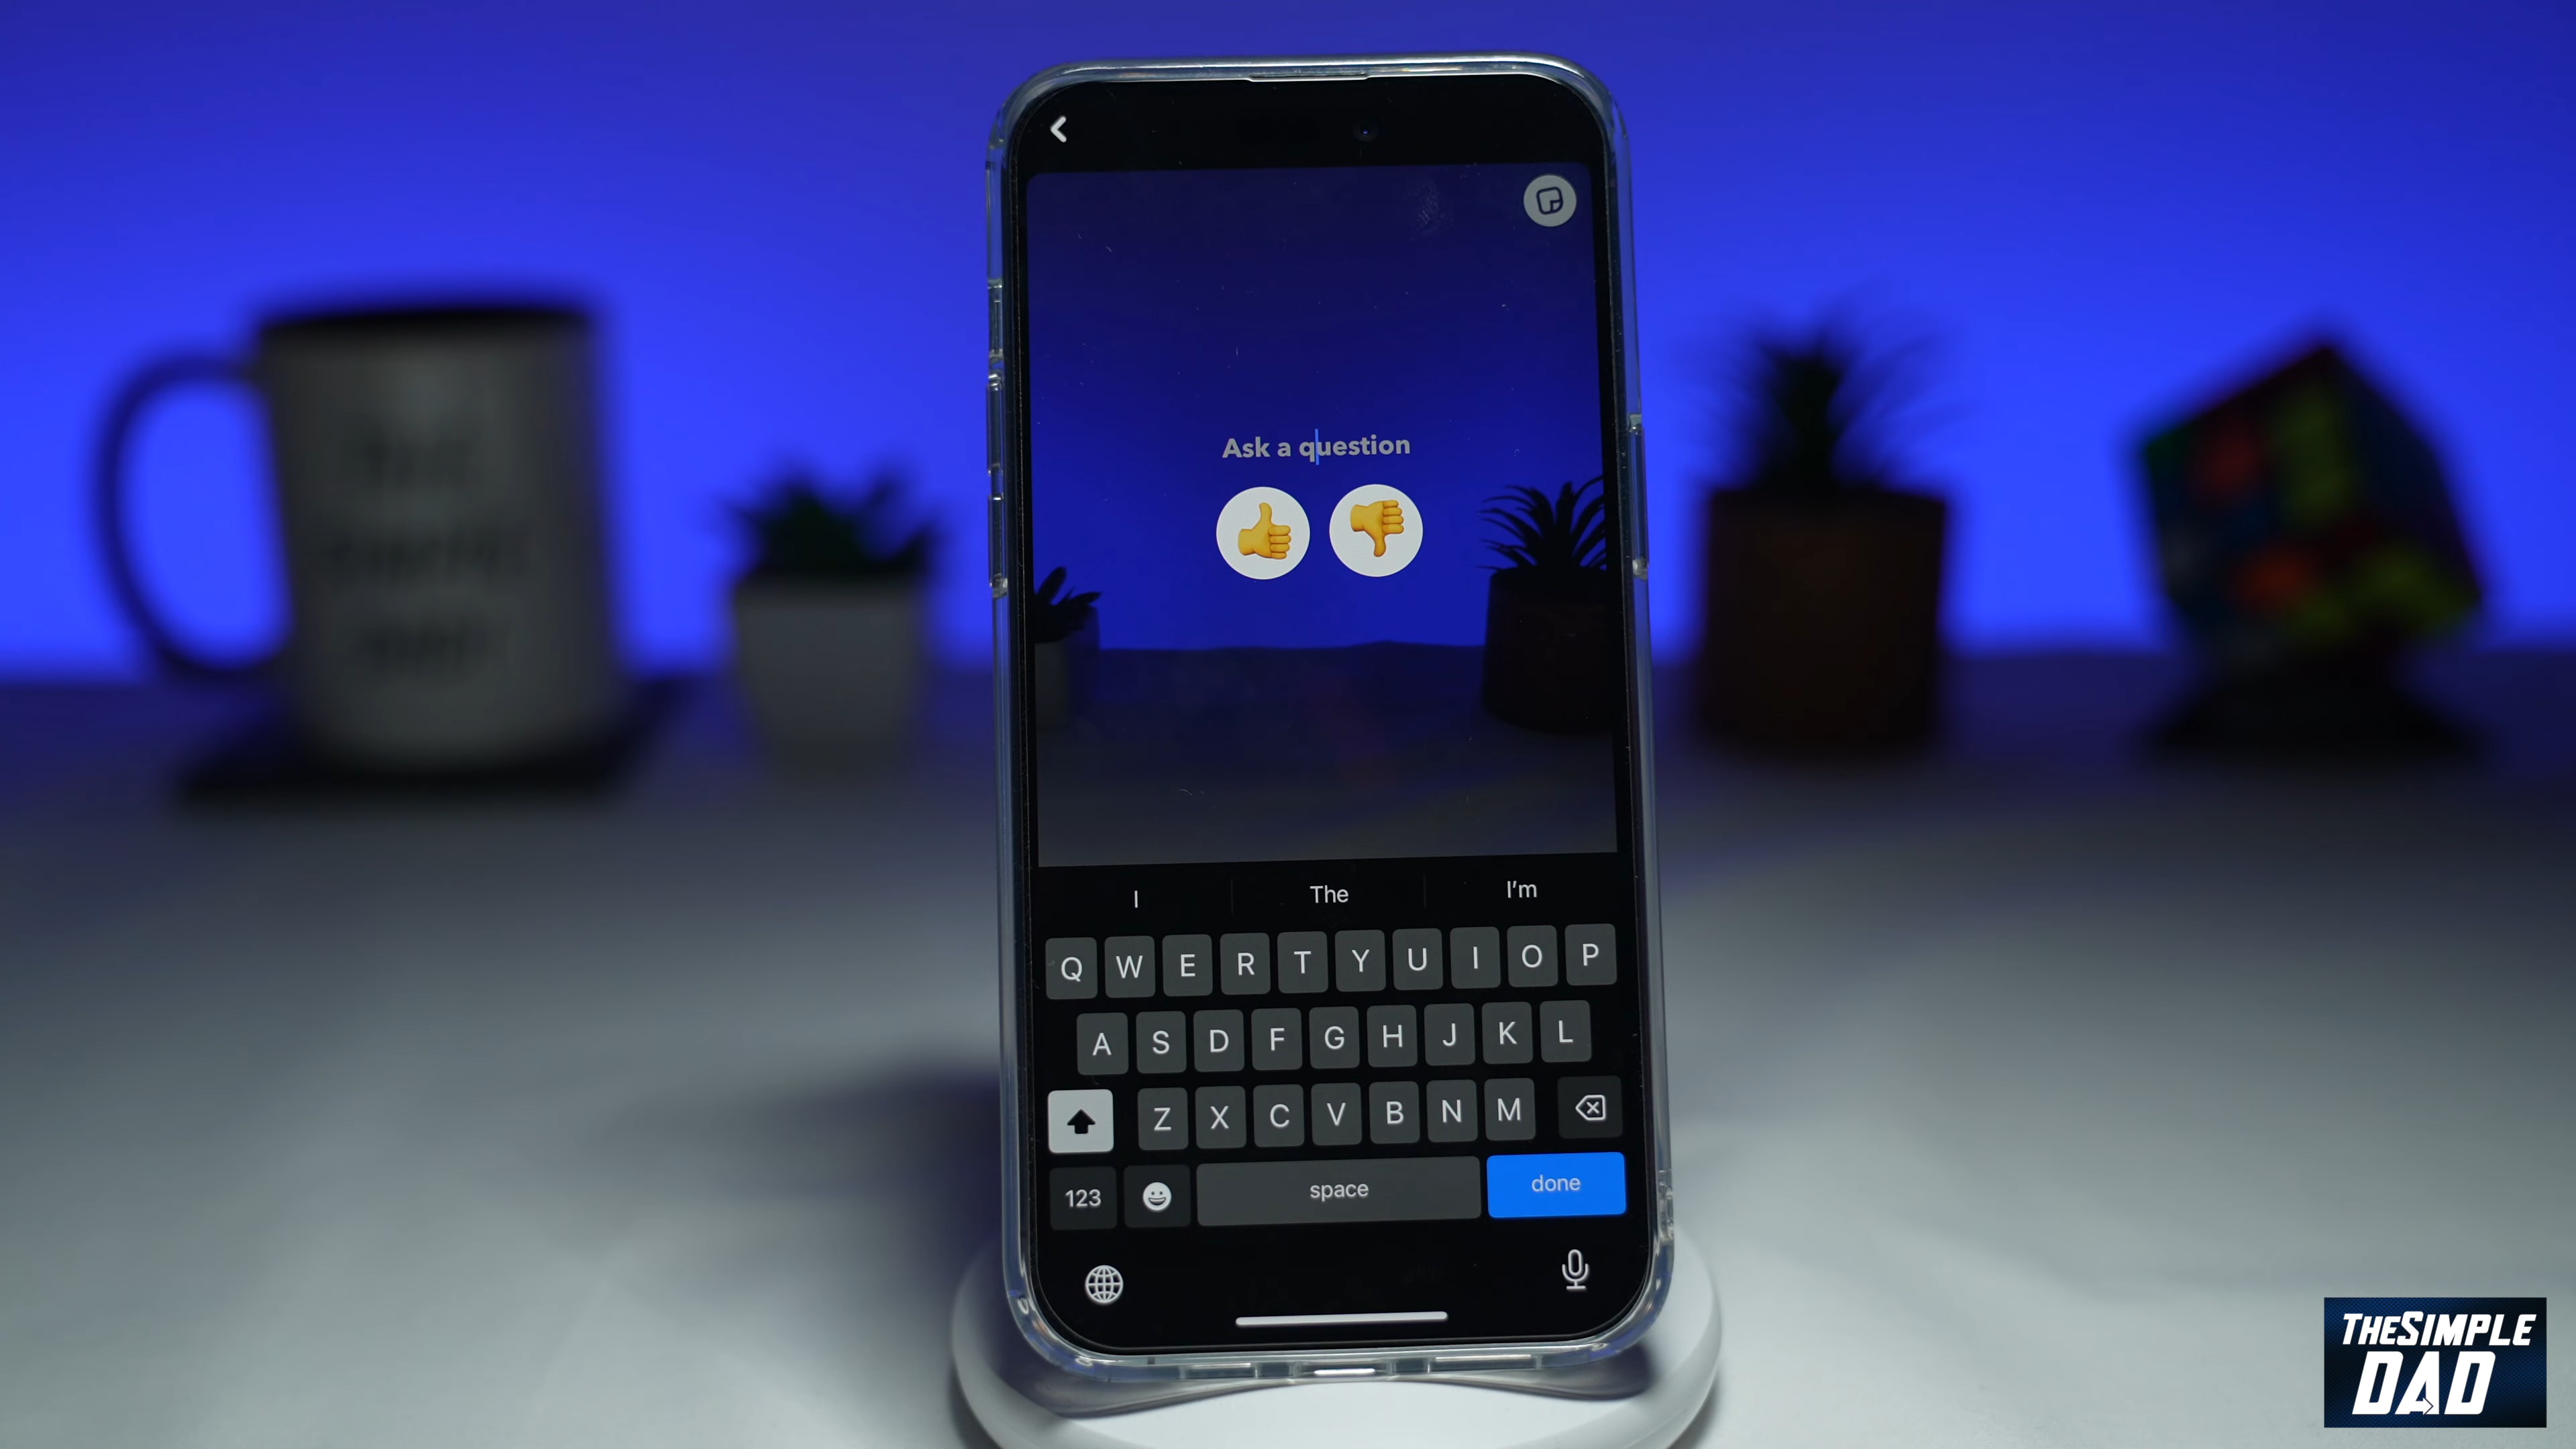 Ask a question
I
The
I'm
Q W E R T Y U I O P
A S D F G H J K L
Z X C V B N M
123
space
done
THESIMPLE
DAD